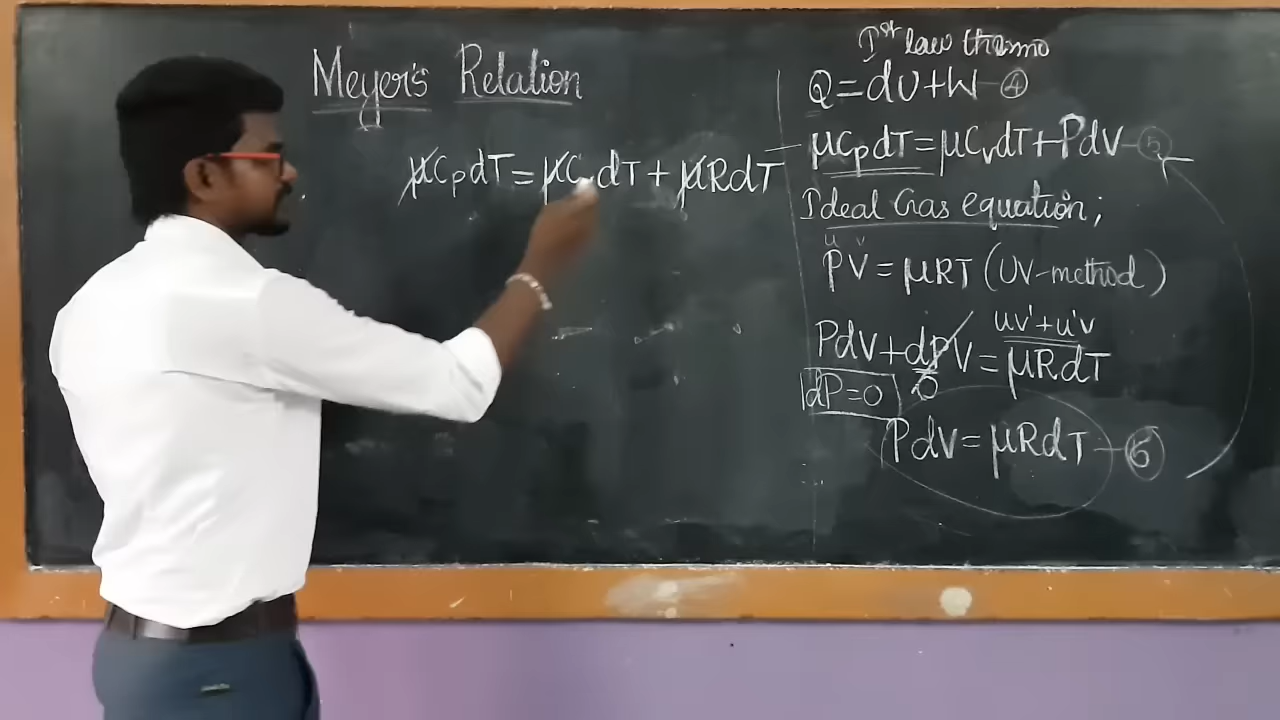 Meyer's Relation
μCpdT = μCvdT + μRdT
Ist law thermo
Q = dU + W - ④
μCpdT = μCvdT + PdV - ⑤
Ideal Gas equation;
u v
PV = μRT (UV-method)
uv' + u'v
PdV + dPV = μRdT
0
dP = 0
PdV = μRdT - ⑥